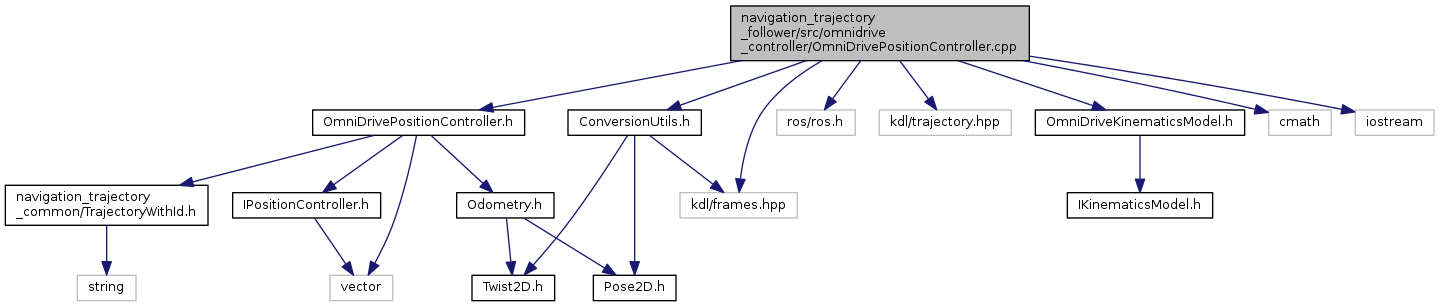 navigation_trajectory
_follower/src/omnidrive
_controller/OmniDrivePositionController.cpp
OmniDrivePositionController.h
ConversionUtils.h
ros/ros.h
kdl/trajectory.hpp
OmniDriveKinematicsModel.h
cmath
iostream
navigation_trajectory
_common/TrajectoryWithId.h
IPositionController.h
Odometry.h
kdl/frames.hpp
IKinematicsModel.h
string
vector
Twist2D.h
Pose2D.h